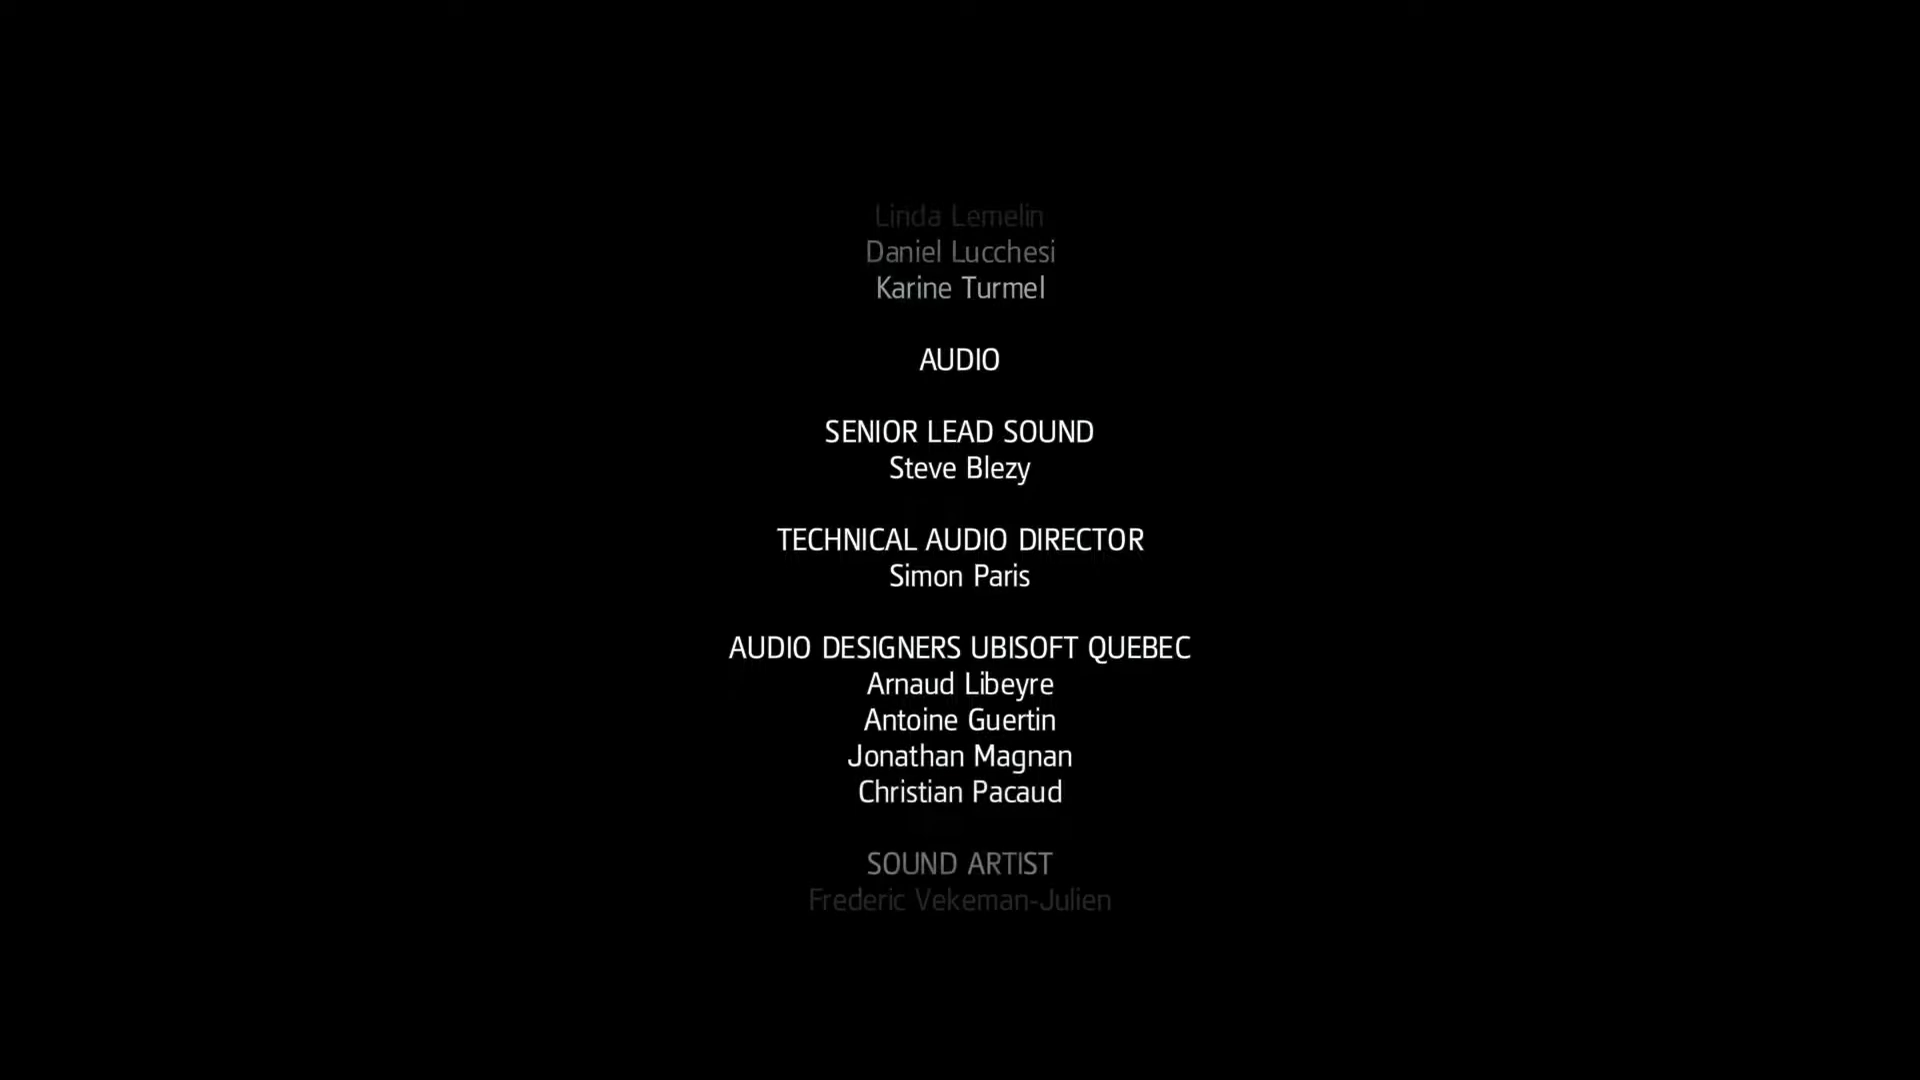 Linda Lemelin
Daniel Lucchesi
Karine Turmel
AUDIO
SENIOR LEAD SOUND
Steve Blezy
TECHNICAL AUDIO DIRECTOR
Simon Paris
AUDIO DESIGNERS UBISOFT QUEBEC
Arnaud Libeyre
Antoine Guertin
Jonathan Magnan
Christian Pacaud
SOUND ARTIST
Frederic Vekeman-Julien